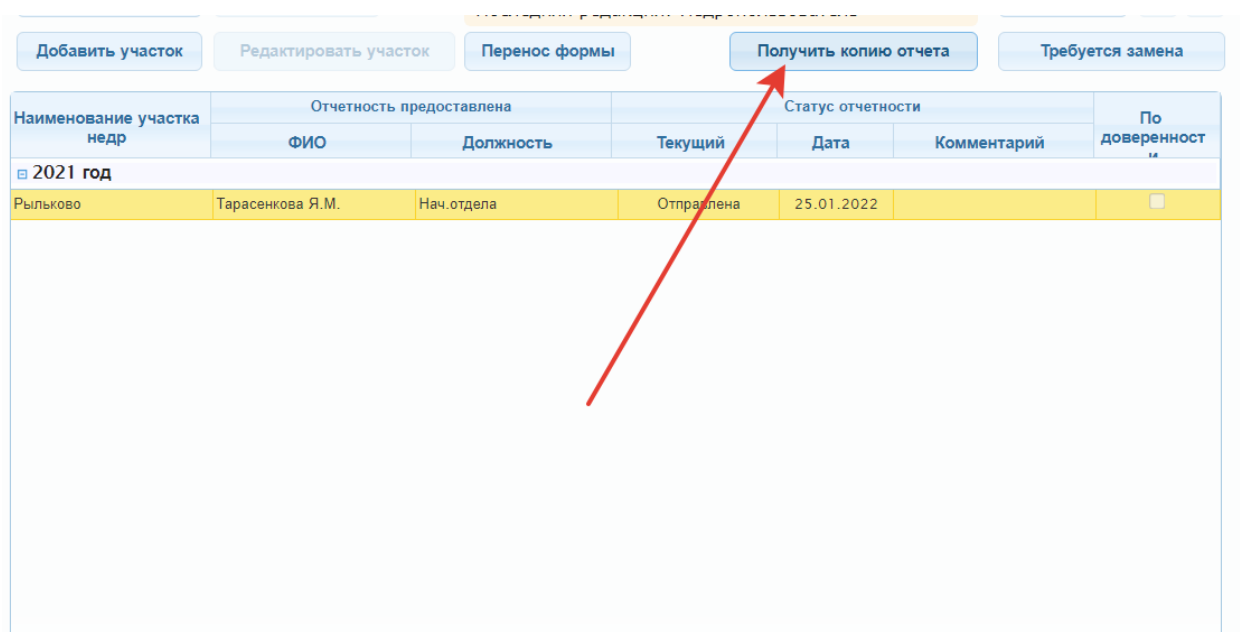 Добавить участок Редактировать участок Перенос формы Получить копию отчета Требуется замена
Наименование участка недр Отчетность предоставлена Статус отчетности По доверенност и
ФИО Должность Текущий Дата Комментарий
2021 год
Рыльково Тарасенкова Я.М. Нач.отдела Отправлена 25.01.2022